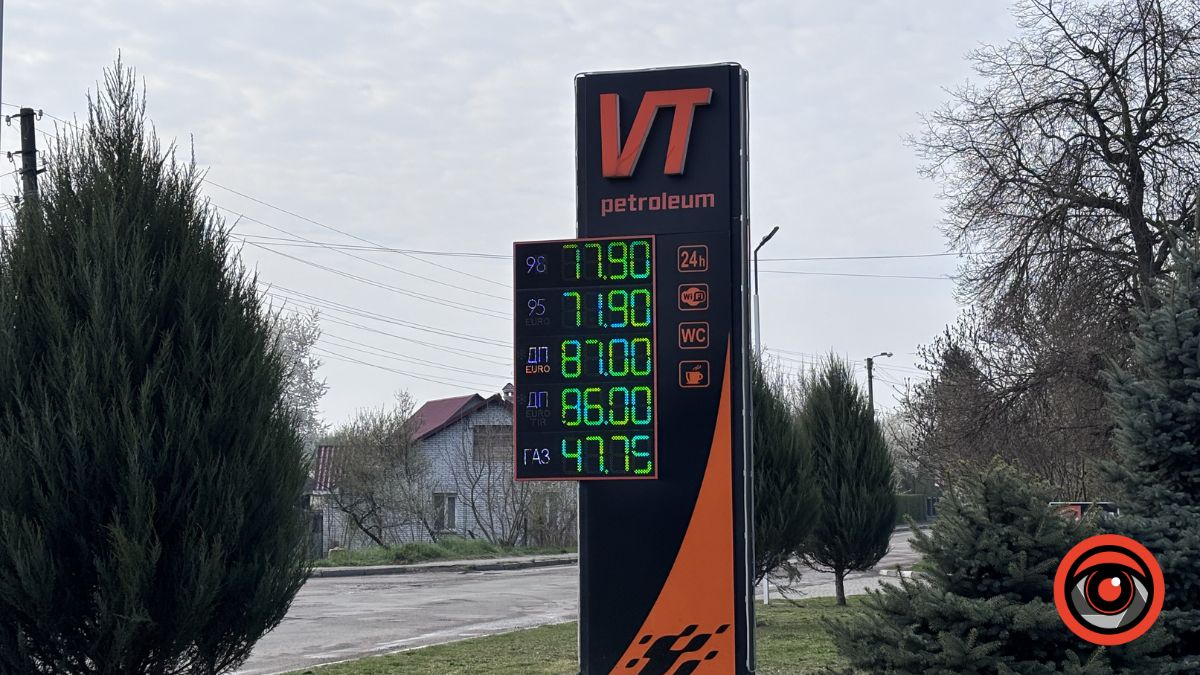 VT
petroleum
98 77.90
95 71.90
EURO
ДП 87.00
EURO
ДП 86.00
EURO
TIR
ГАЗ 47.75
24h
WiFi
WC